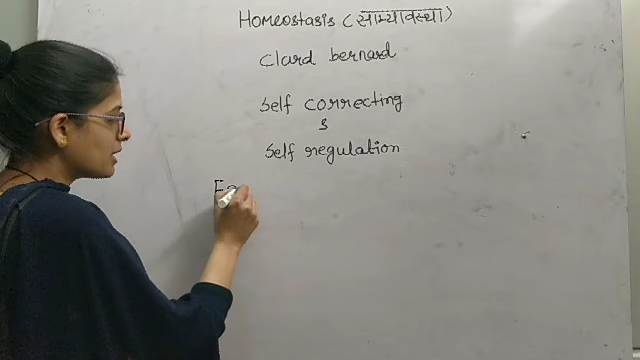 Homeostasis (साम्यावस्था)
Clard bernard
Self correcting
&
Self regulation